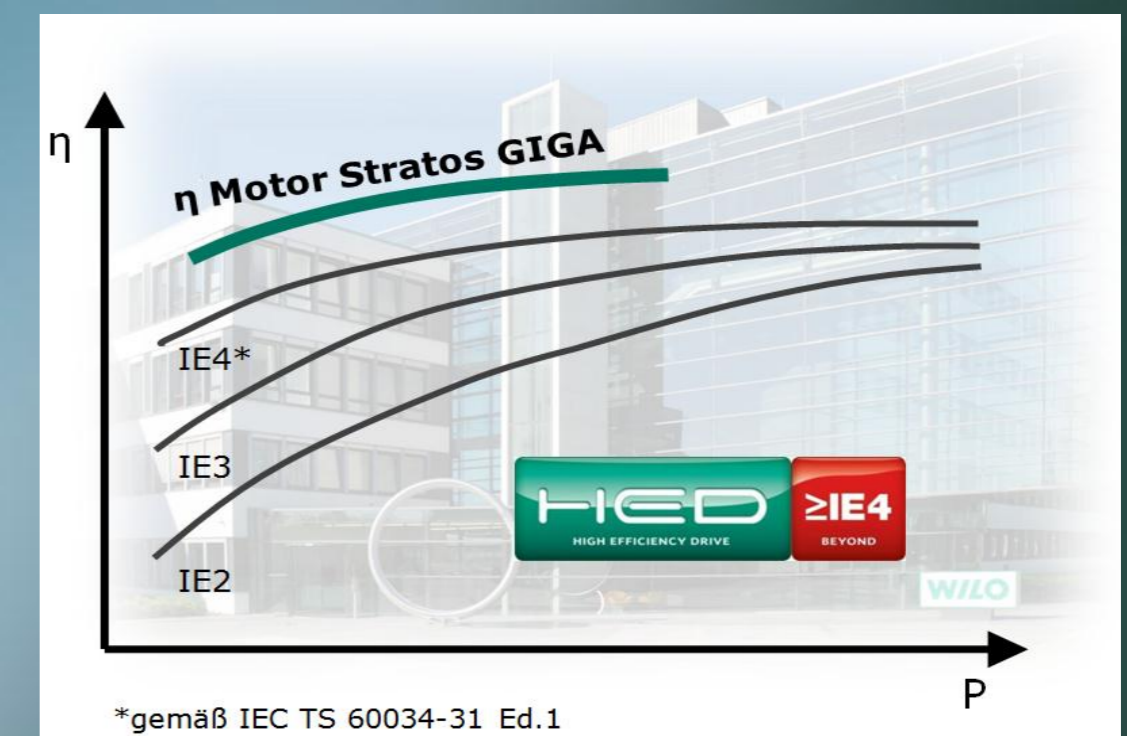 η
η Motor Stratos GIGA
IE4*
IE3
IE2
HED
HIGH EFFICIENCY DRIVE
≥IE4
BEYOND
WILO
P
*gemäß IEC TS 60034-31 Ed.1